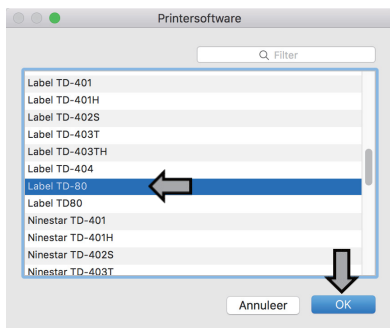 Printersoftware
Filter
Label TD-401
Label TD-401H
Label TD-402S
Label TD-403T
Label TD-403TH
Label TD-404
Label TD-80
Label TD80
Ninestar TD-401
Ninestar TD-401H
Ninestar TD-402S
Ninestar TD-403T
Annuleer OK